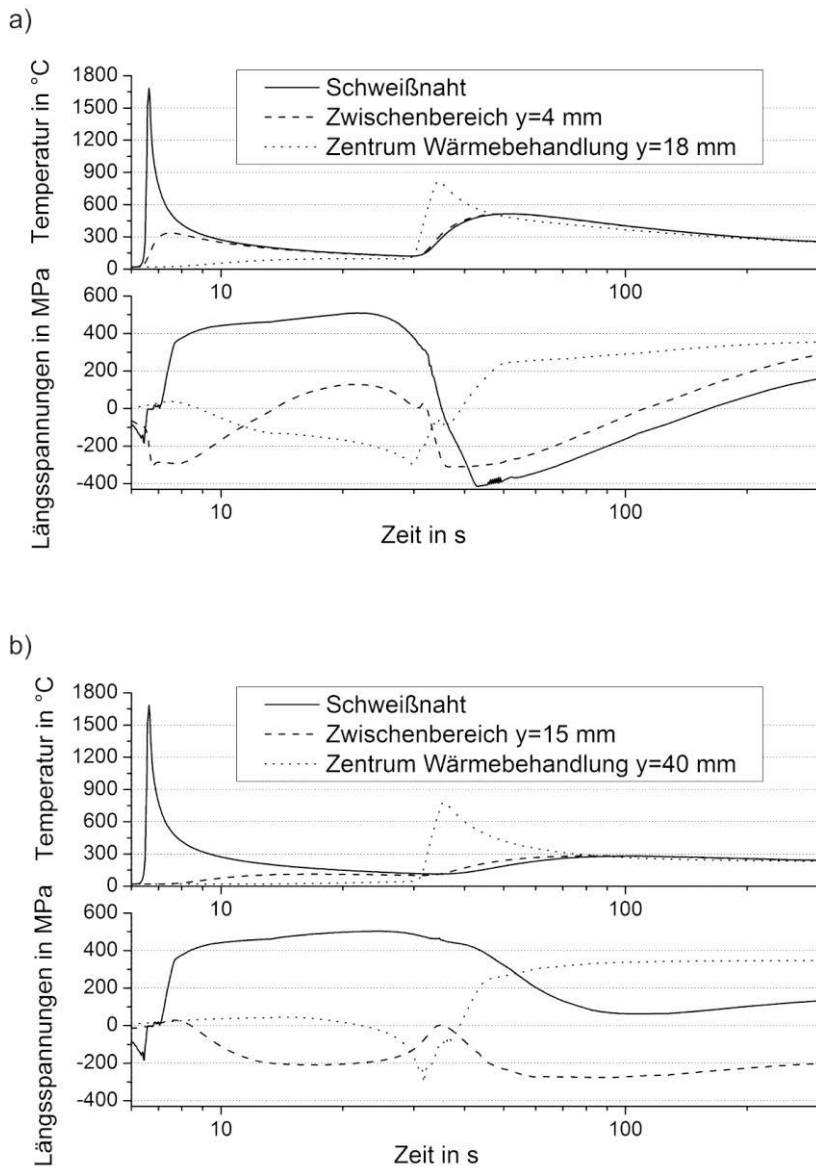 a)
Temperatur in °C
1800
1500
1200
900
600
300
0
Schweißnaht
Zwischenbereich y=4 mm
Zentrum Wärmebehandlung y=18 mm
10
100
Längsspannungen in MPa
600
400
200
0
-200
-400
10
100
Zeit in s
b)
Temperatur in °C
1800
1500
1200
900
600
300
0
Schweißnaht
Zwischenbereich y=15 mm
Zentrum Wärmebehandlung y=40 mm
10
100
Längsspannungen in MPa
600
400
200
0
-200
-400
10
100
Zeit in s